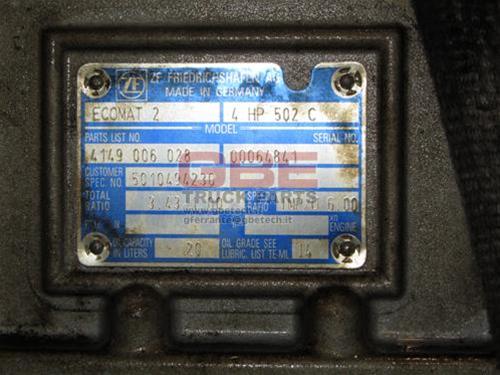 ZF FRIEDRICHSHAFEN AG
MADE IN GERMANY
ECOMAT 2 4 HP 502 C
MODEL
PARTS LIST NO. SERIAL NO.
4149 006 028 00064841
GBE
CUSTOMER
SPEC. NO. 5010494230
TRUCK PARTS
TOTAL
RATIO 3.43 RATIO 6.00
gferrante@gbetech.it
ENGINE
OIL CAPACITY
IN LITERS 20
OIL GRADE SEE
LUBRIC. LIST TE-ML 14